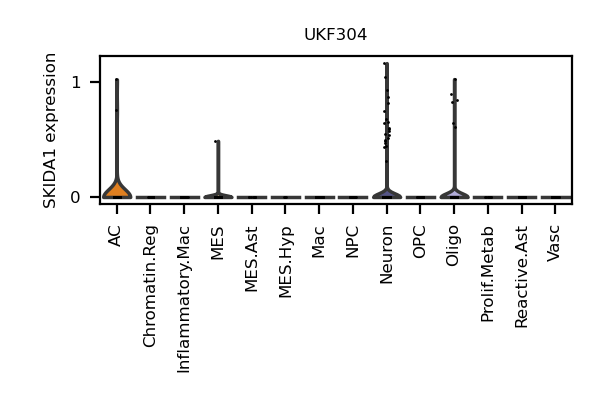 UKF304
SKIDA1 expression
1
0
AC
Chromatin.Reg
Inflammatory.Mac
MES
MES.Ast
MES.Hyp
Mac
NPC
Neuron
OPC
Oligo
Prolif.Metab
Reactive.Ast
Vasc